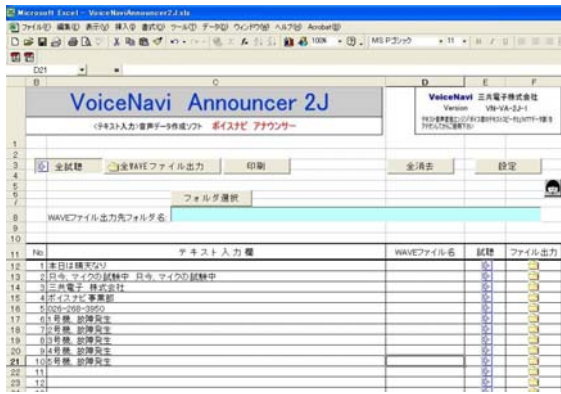 Microsoft Excel - VoiceNaviAnnouncer2J.xls
ファイル(F) 編集(E) 表示(V) 挿入(I) 書式(O) ツール(T) データ(D) ウィンドウ(W) ヘルプ(H) Acrobat(B)
100% MS Pゴシック 11 B I U
D21 =
B C D E F
VoiceNavi Announcer 2J
<テキスト入力>音声データ作成ソフト ボイスナビ アナウンサー
VoiceNavi 三共電子株式会社
Version VN-VA-2J-1
全試聴 全WAVEファイル出力 印刷 全消去 設定
フォルダ選択
WAVEファイル出力先フォルダ名:
No テキスト入力欄 WAVEファイル名 試聴 ファイル出力
12 1 本日は晴天なり
13 2 只今、マイクの試験中 只今、マイクの試験中
14 3 三共電子 株式会社
15 4 ボイスナビ事業部
16 5 026-268-3950
17 6 1号機 故障発生
18 7 2号機 故障発生
19 8 3号機 故障発生
20 9 4号機 故障発生
21 10 5号機 故障発生
22 11
23 12